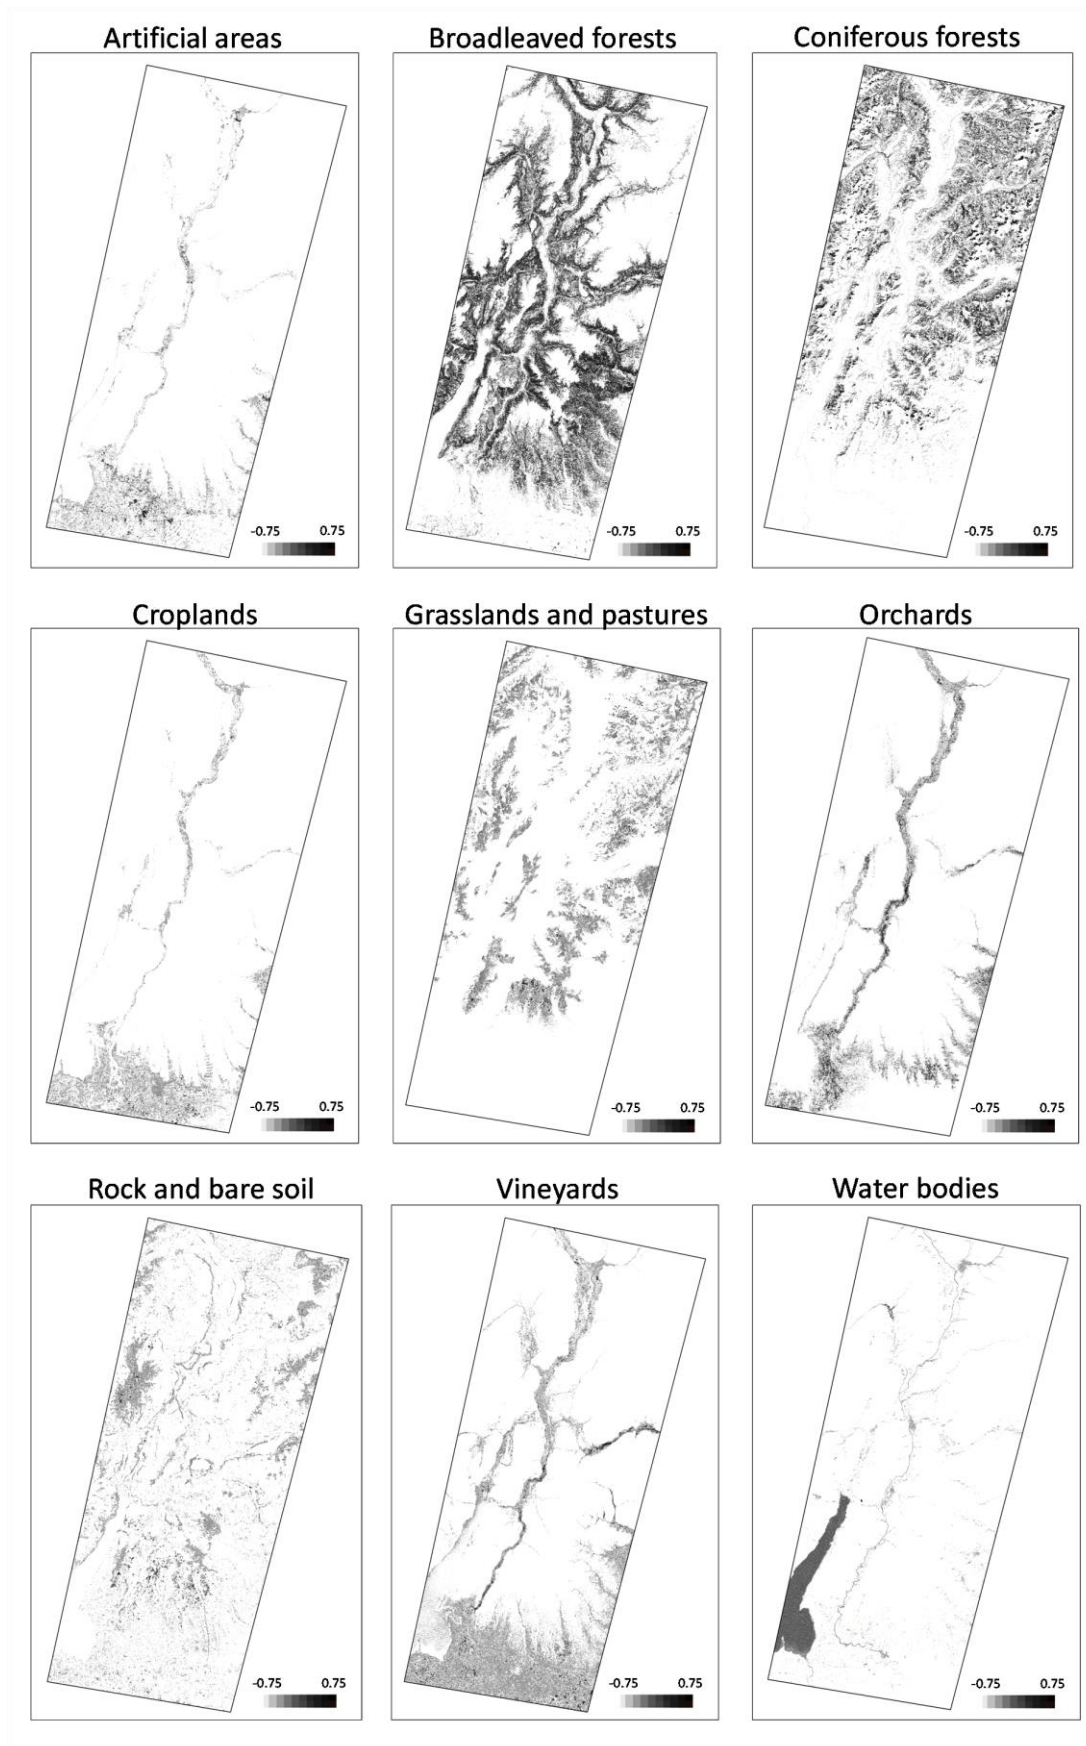 Artificial areas
Broadleaved forests
Coniferous forests
-0.75 0.75
-0.75 0.75
-0.75 0.75
Croplands
Grasslands and pastures
Orchards
-0.75 0.75
-0.75 0.75
-0.75 0.75
Rock and bare soil
Vineyards
Water bodies
-0.75 0.75
-0.75 0.75
-0.75 0.75